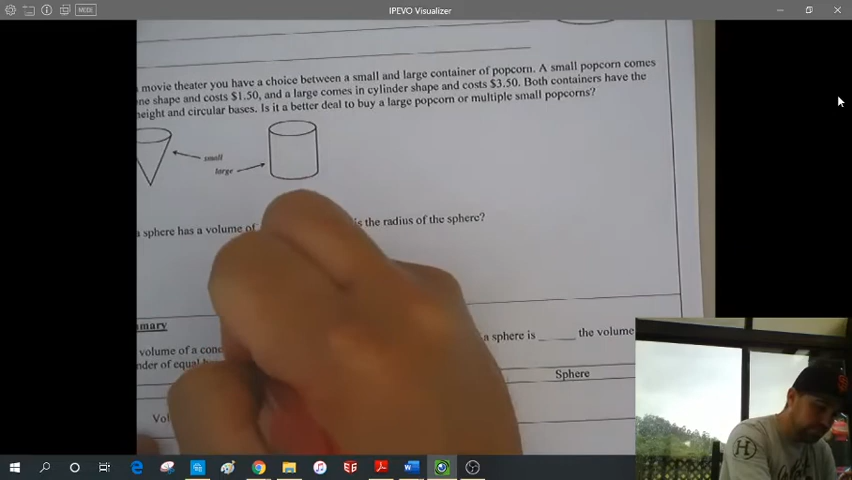 IPEVO Visualizer
MODE
movie theater you have a choice between a small and large container of popcorn. A small popcorn comes
ne shape and costs $1.50, and a large comes in cylinder shape and costs $3.50. Both containers have the
height and circular bases. Is it a better deal to buy a large popcorn or multiple small popcorns?
small
large
a sphere has a volume of is the radius of the sphere?
mary
volume of a cone a sphere is ______ the volume
nder of equal
Sphere
Vol